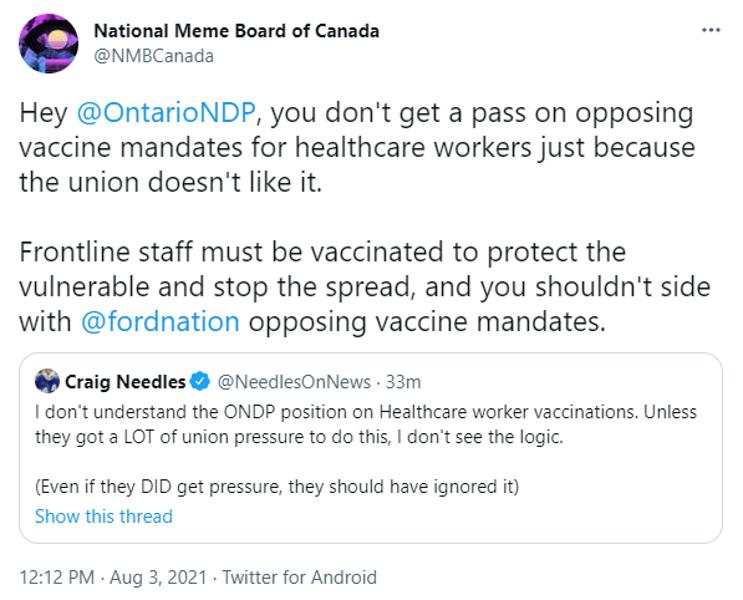 National Meme Board of Canada
@NMBCanada
Hey @OntarioNDP, you don't get a pass on opposing
vaccine mandates for healthcare workers just because
the union doesn't like it.
Frontline staff must be vaccinated to protect the
vulnerable and stop the spread, and you shouldn't side
with @fordnation opposing vaccine mandates.
Craig Needles @NeedlesOnNews · 33m
I don't understand the ONDP position on Healthcare worker vaccinations. Unless
they got a LOT of union pressure to do this, I don't see the logic.
(Even if they DID get pressure, they should have ignored it)
Show this thread
12:12 PM · Aug 3, 2021 · Twitter for Android